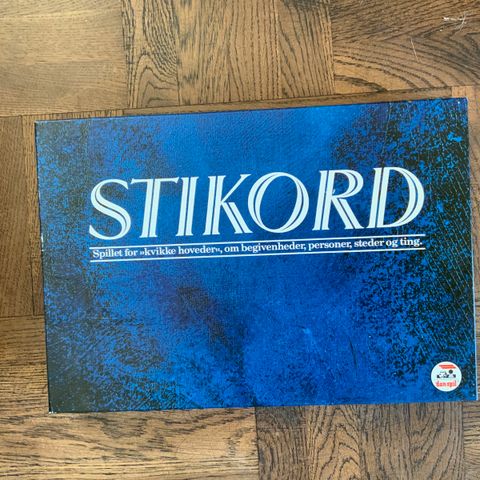 STIKORD
Spillet for »kvikke hoveder«, om begivenheder, personer, steder og ting.
dan spil